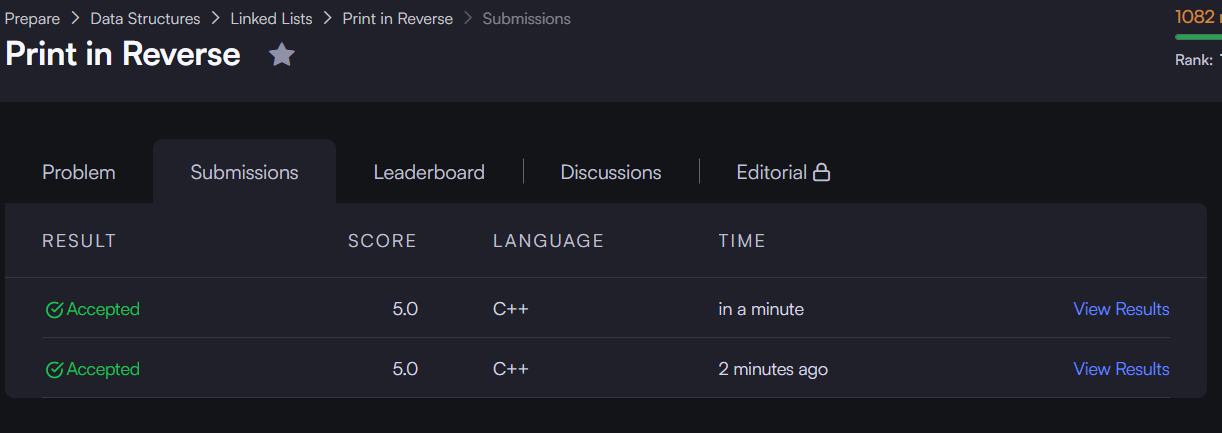 Prepare > Data Structures > Linked Lists > Print in Reverse > Submissions
1082
Print in Reverse
Rank:
Problem Submissions Leaderboard Discussions Editorial
RESULT SCORE LANGUAGE TIME
Accepted 5.0 C++ in a minute View Results
Accepted 5.0 C++ 2 minutes ago View Results